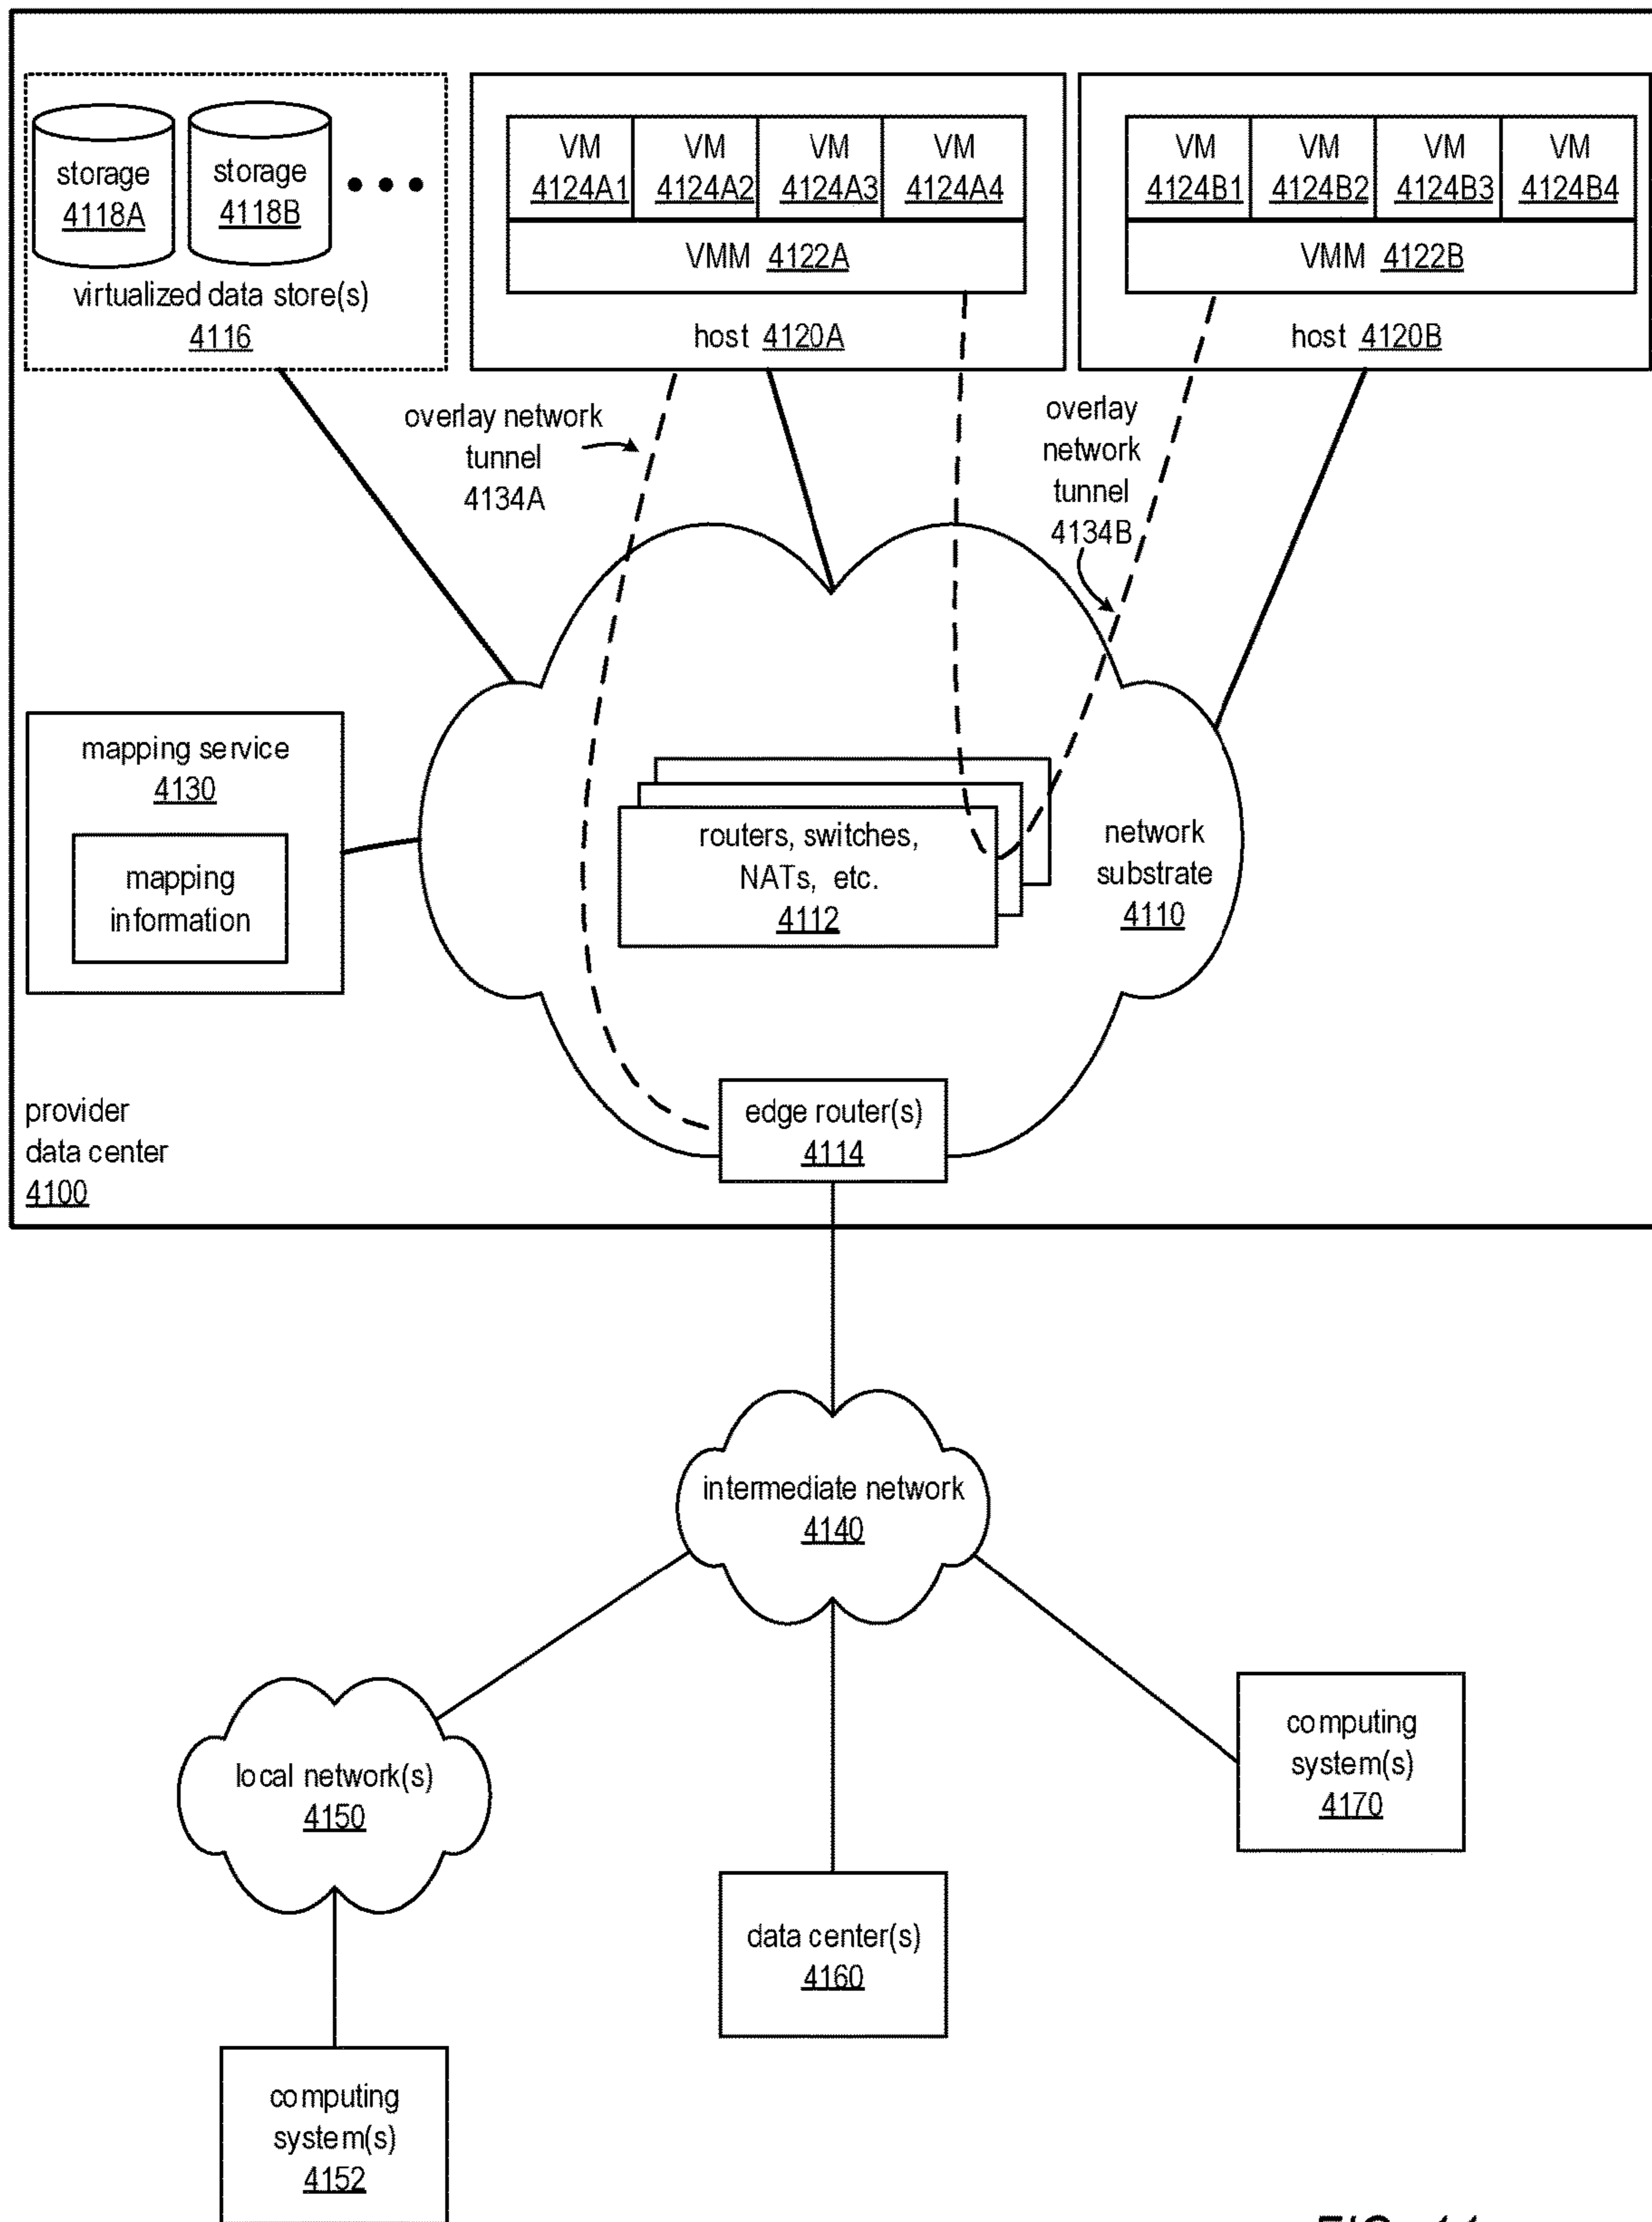 storage
4118A
storage
4118B
virtualized data store(s)
4116
VM
4124A1
VM
4124A2
VM
4124A3
VM
4124A4
VMM 4122A
host 4120A
VM
4124B1
VM
4124B2
VM
4124B3
VM
4124B4
VMM 4122B
host 4120B
overlay network
tunnel
4134A
overlay
network
tunnel
4134B
mapping service
4130
mapping
information
routers, switches,
NATs, etc.
4112
network
substrate
4110
edge router(s)
4114
provider
data center
4100
intermediate network
4140
local network(s)
4150
computing
system(s)
4170
data center(s)
4160
computing
system(s)
4152